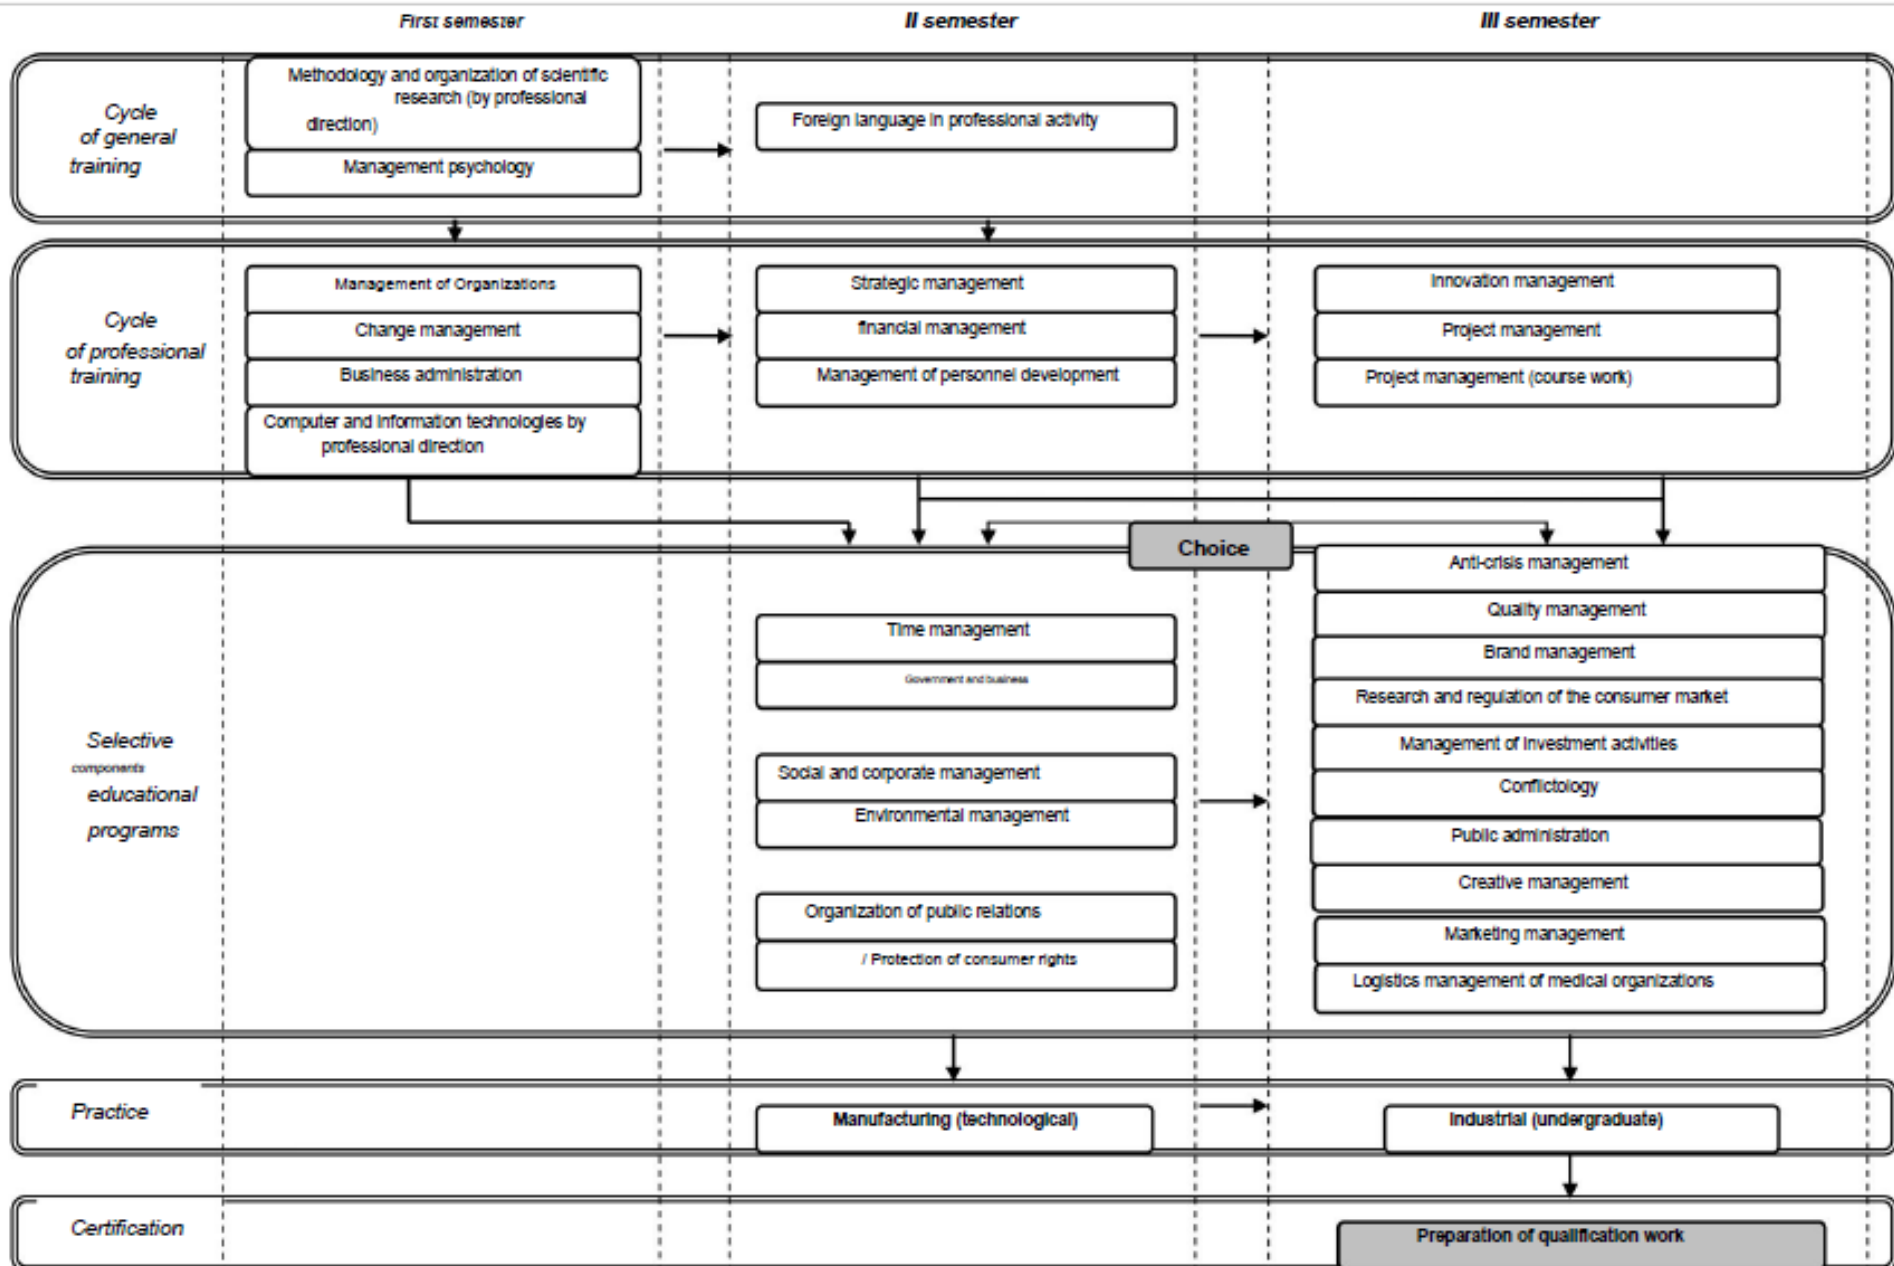 First semester
II semester
III semester
Cycle
of general
training
Methodology and organization of scientific
research (by professional
direction)
Management psychology
Foreign language in professional activity
Cycle
of professional
training
Management of Organizations
Change management
Business administration
Computer and information technologies by
professional direction
Strategic management
financial management
Management of personnel development
Innovation management
Project management
Project management (course work)
Choice
Selective
components
educational
programs
Time management
Government and business
Social and corporate management
Environmental management
Organization of public relations
/ Protection of consumer rights
Anti-crisis management
Quality management
Brand management
Research and regulation of the consumer market
Management of investment activities
Conflictology
Public administration
Creative management
Marketing management
Logistics management of medical organizations
Practice
Manufacturing (technological)
Industrial (undergraduate)
Certification
Preparation of qualification work